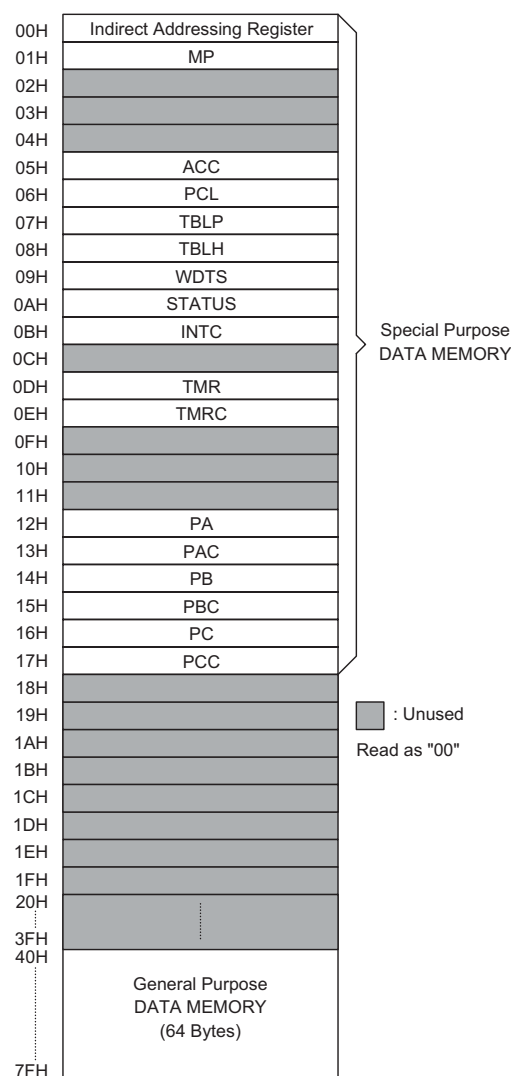 00H Indirect Addressing Register
01H MP
02H
03H
04H
05H ACC
06H PCL
07H TBLP
08H TBLH
09H WDTS
0AH STATUS
0BH INTC
Special Purpose
DATA MEMORY
0CH
0DH TMR
0EH TMRC
0FH
10H
11H
12H PA
13H PAC
14H PB
15H PBC
16H PC
17H PCC
18H
19H
: Unused
Read as "00"
1AH
1BH
1CH
1DH
1EH
1FH
20H
3FH
40H
General Purpose
DATA MEMORY
(64 Bytes)
7FH